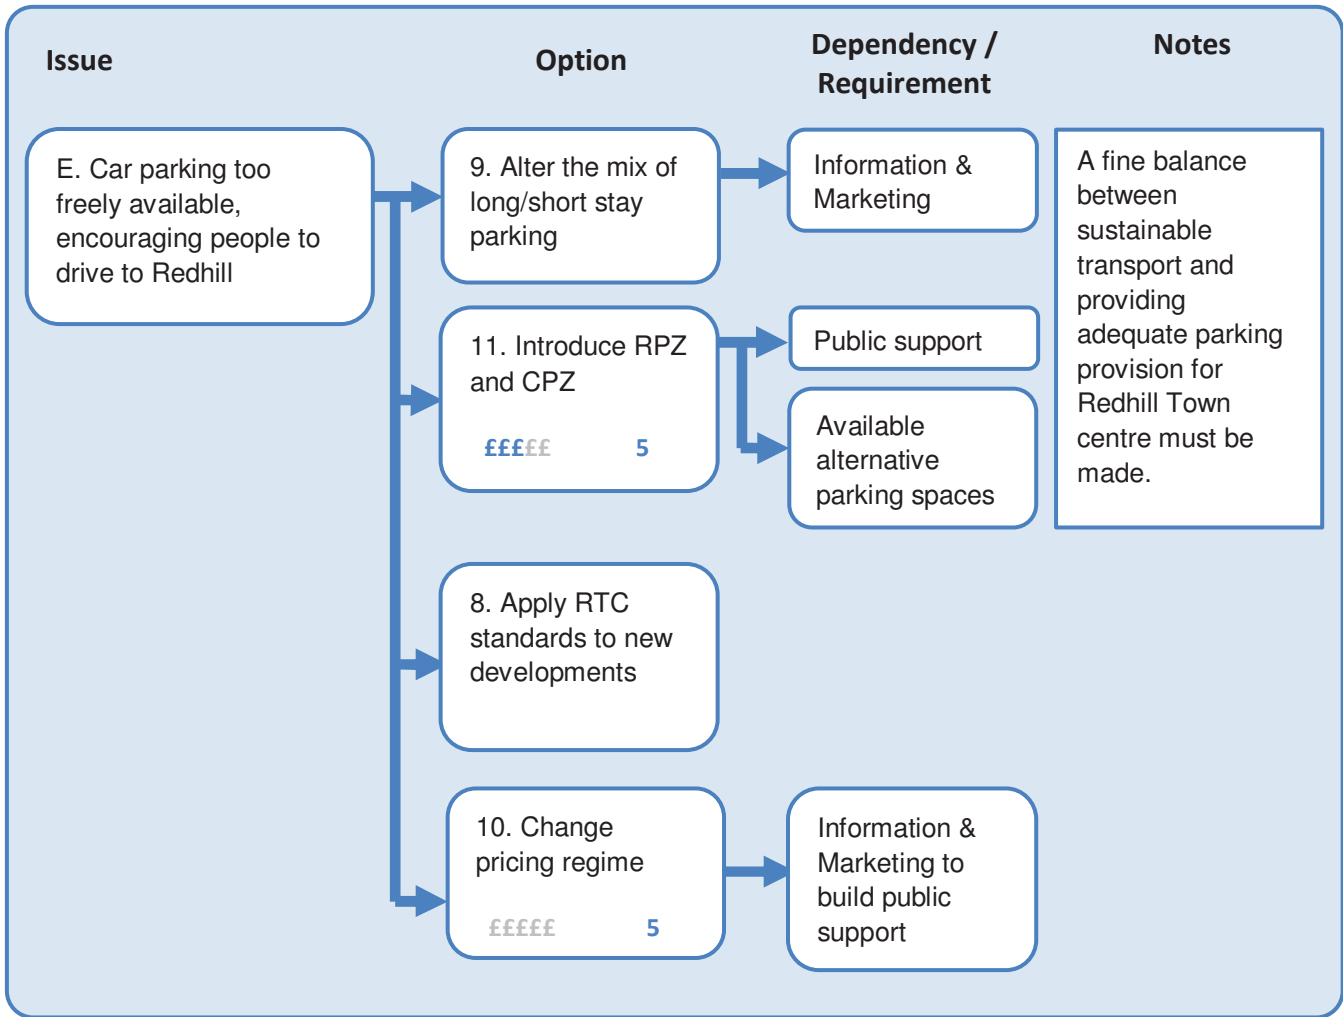 Issue
Option
Dependency /
Requirement
Notes
E. Car parking too
freely available,
encouraging people to
drive to Redhill
9. Alter the mix of
long/short stay
parking
Information &
Marketing
A fine balance
between
sustainable
transport and
providing
adequate parking
provision for
Redhill Town
centre must be
made.
11. Introduce RPZ
and CPZ
£££££ 5
Public support
Available
alternative
parking spaces
8. Apply RTC
standards to new
developments
10. Change
pricing regime
£££££ 5
Information &
Marketing to
build public
support